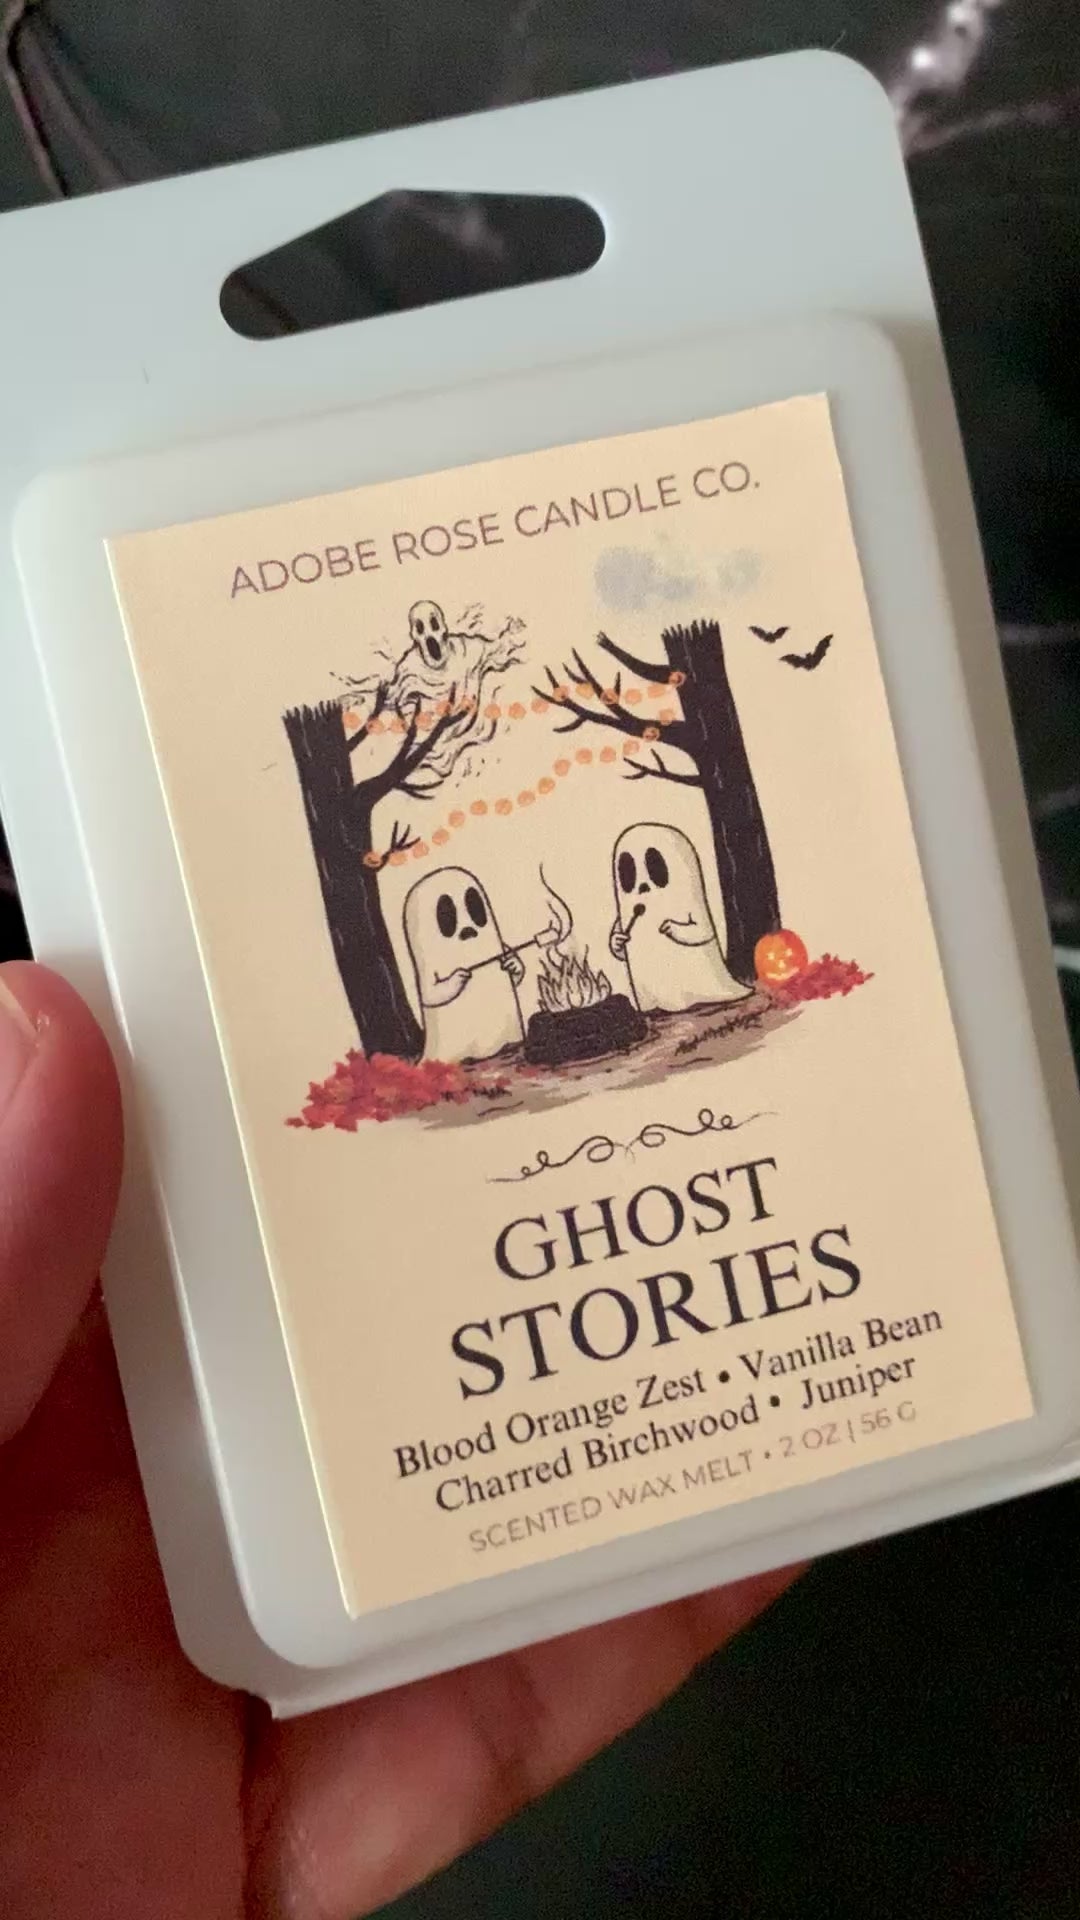 ADOBE ROSE CANDLE CO.
GHOST
STORIES
Blood Orange Zest • Vanilla Bean
Charred Birchwood • Juniper
SCENTED WAX MELT • 2 OZ | 56 G